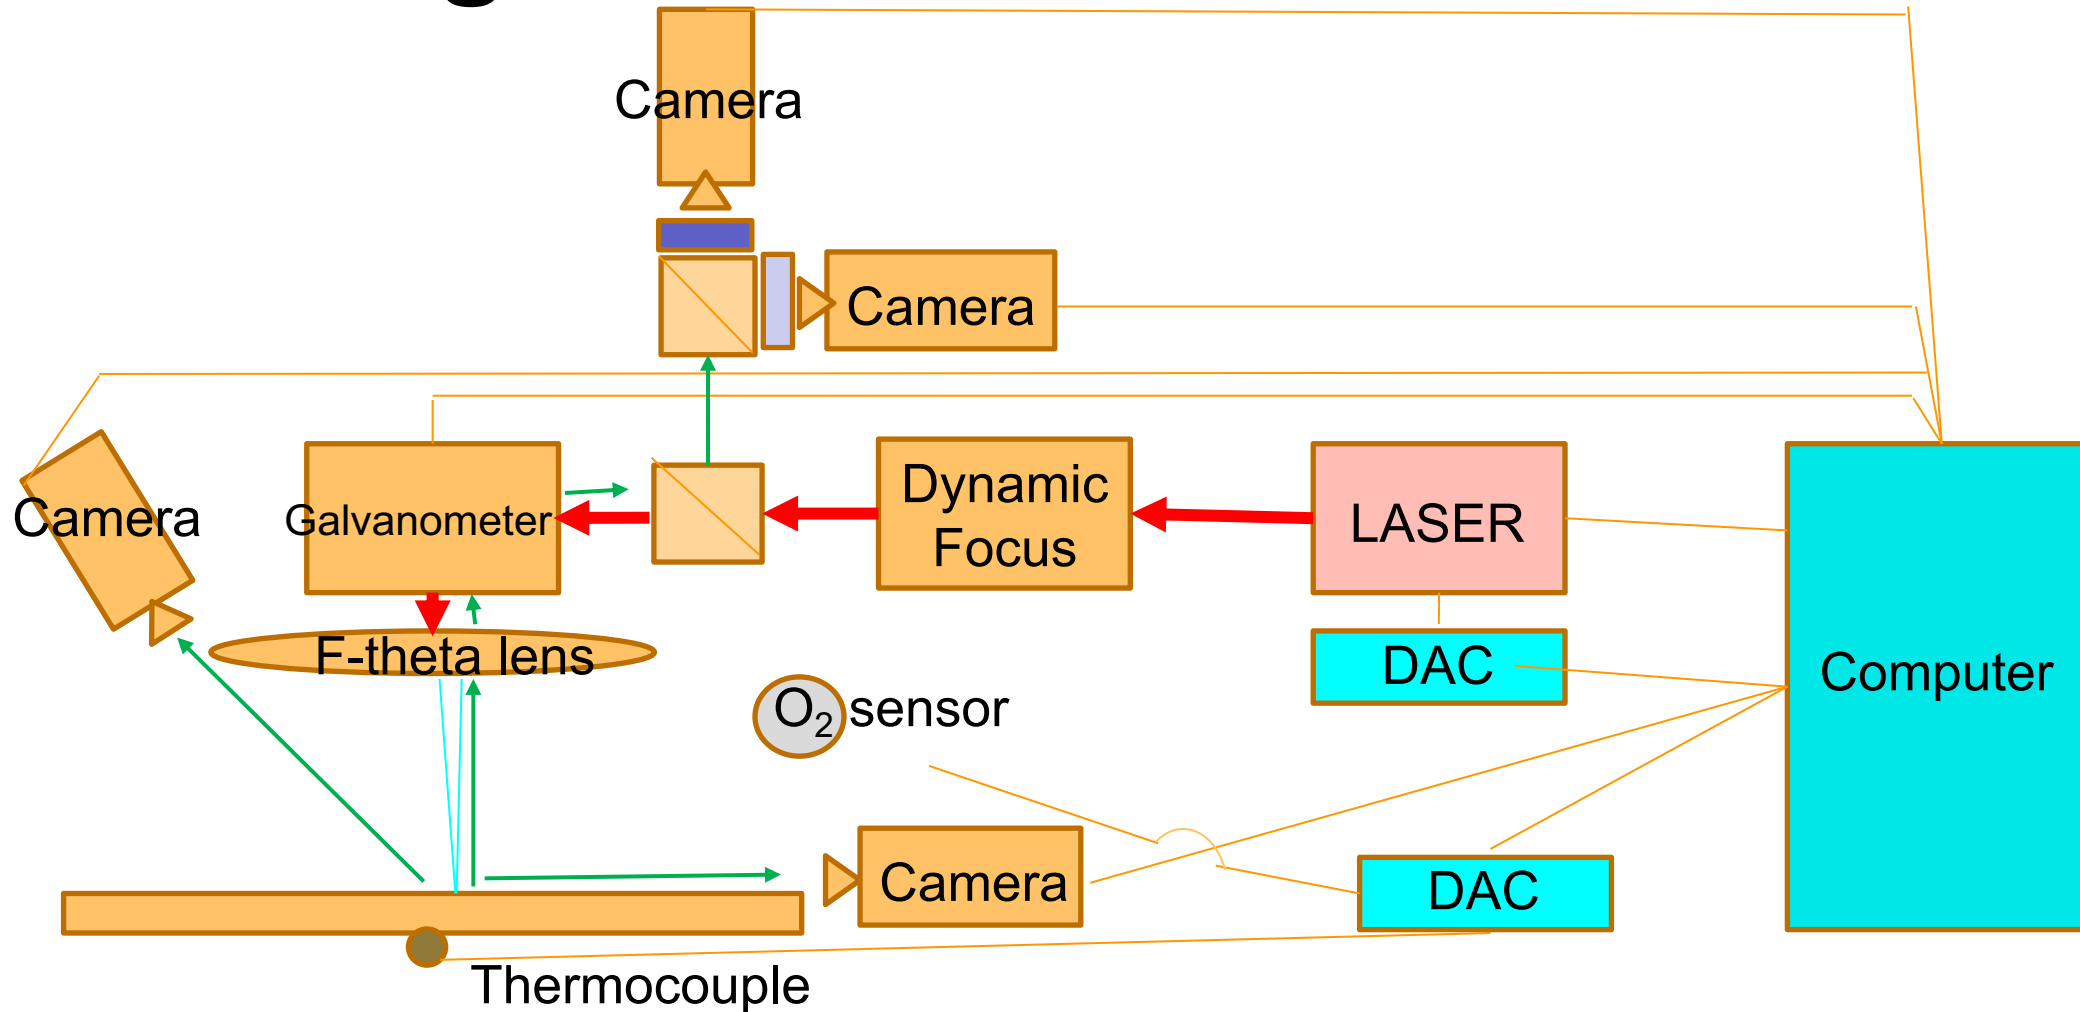 Camera
Camera
Camera
Galvanometer
Dynamic
Focus
LASER
F-theta lens
DAC
Computer
O₂ sensor
Camera
DAC
Thermocouple